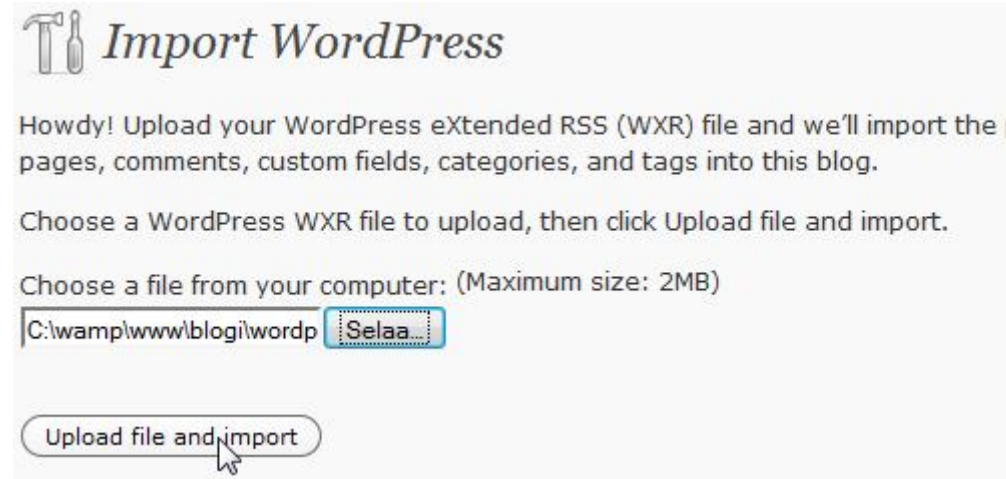 Import WordPress
Howdy! Upload your WordPress eXtended RSS (WXR) file and we'll import the
pages, comments, custom fields, categories, and tags into this blog.
Choose a WordPress WXR file to upload, then click Upload file and import.
Choose a file from your computer: (Maximum size: 2MB)
C:\wamp\www\blogi\wordp Selaa...
Upload file and import